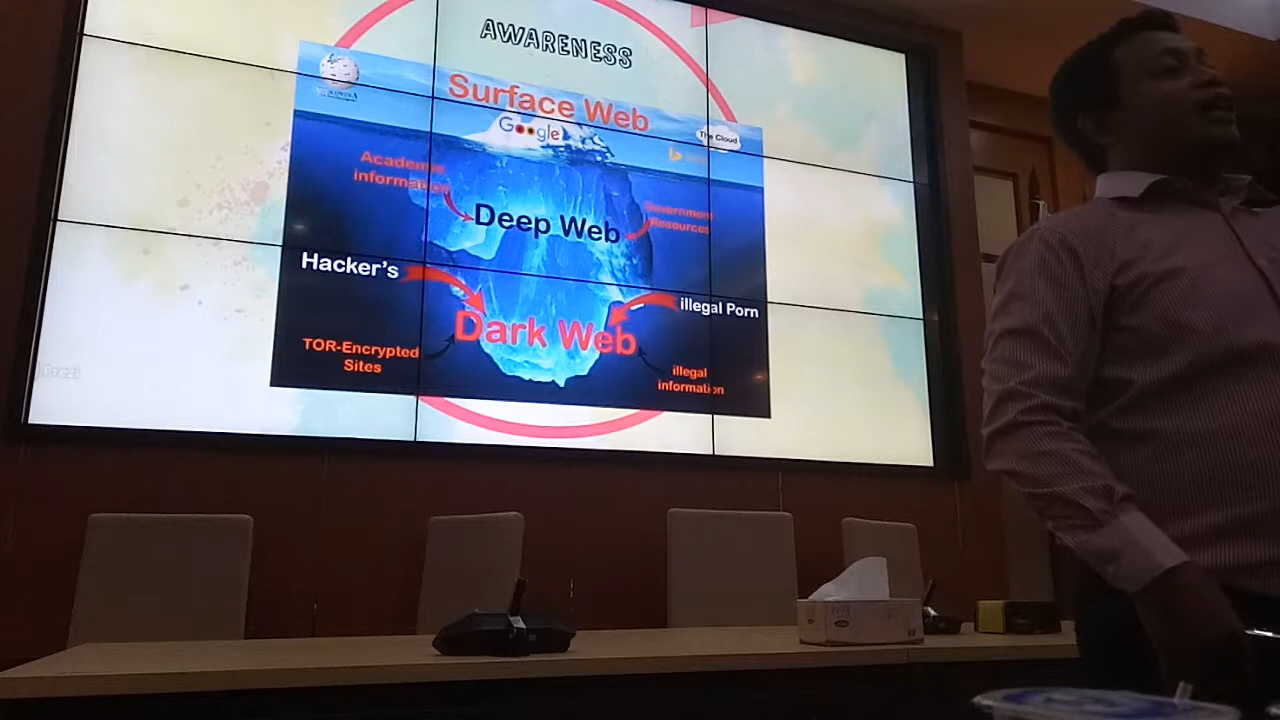 AWARENESS
Surface Web
Google
The Cloud
Academic
information
Deep Web
Government
Resources
Hacker's
illegal Porn
Dark Web
TOR-Encrypted
Sites
illegal
information
Prezi